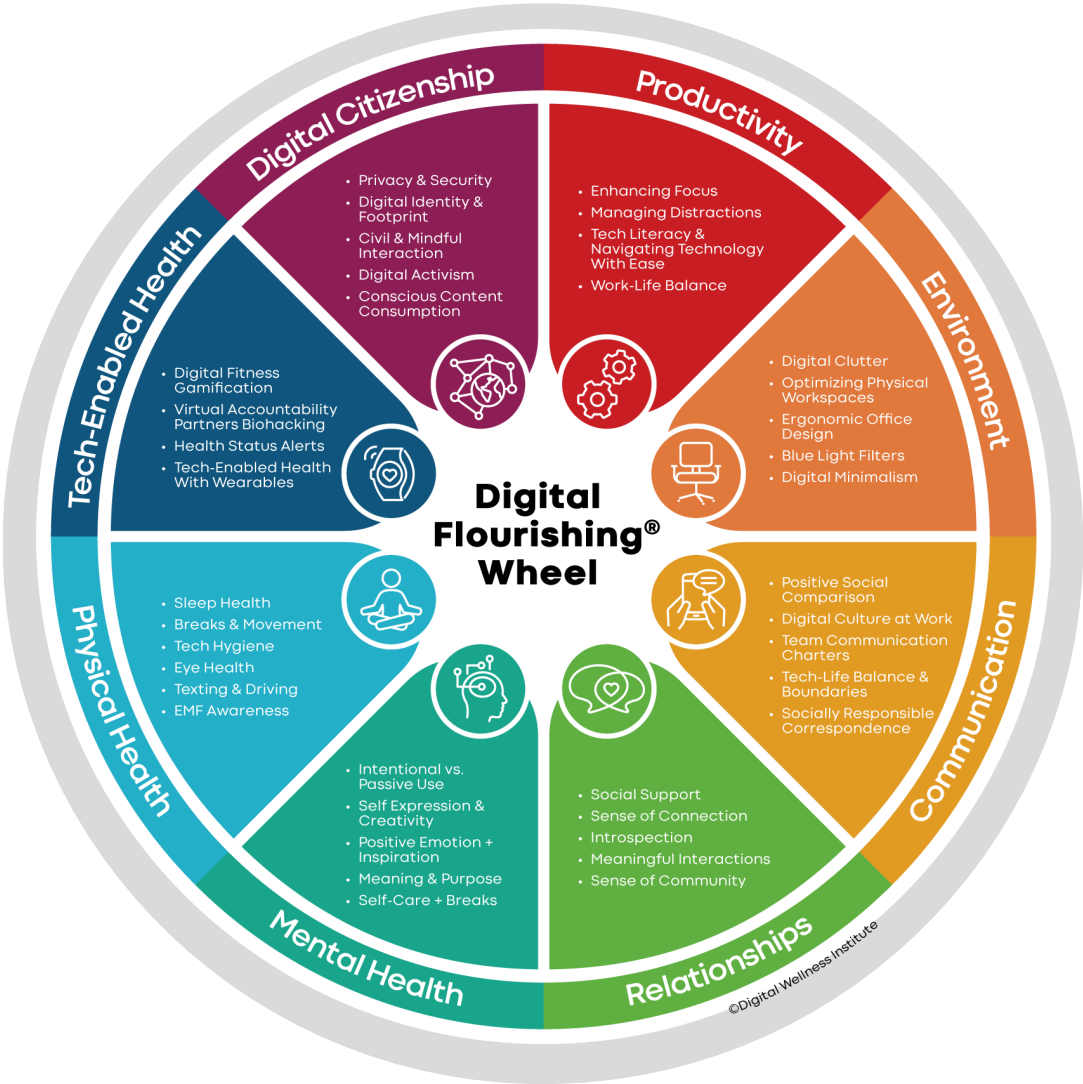 Digital
Flourishing®
Wheel
Productivity
• Enhancing Focus
• Managing Distractions
• Tech Literacy &
Navigating Technology
With Ease
• Work-Life Balance
Environment
• Digital Clutter
• Optimizing Physical
Workspaces
• Ergonomic Office
Design
• Blue Light Filters
• Digital Minimalism
Communication
• Positive Social
Comparison
• Digital Culture at Work
• Team Communication
Charters
• Tech-Life Balance &
Boundaries
• Socially Responsible
Correspondence
Relationships
• Social Support
• Sense of Connection
• Introspection
• Meaningful Interactions
• Sense of Community
Mental Health
• Intentional vs.
Passive Use
• Self Expression &
Creativity
• Positive Emotion +
Inspiration
• Meaning & Purpose
• Self-Care + Breaks
Physical Health
• Sleep Health
• Breaks & Movement
• Tech Hygiene
• Eye Health
• Texting & Driving
• EMF Awareness
Tech-Enabled Health
• Digital Fitness
Gamification
• Virtual Accountability
Partners Biohacking
• Health Status Alerts
• Tech-Enabled Health
With Wearables
Digital Citizenship
• Privacy & Security
• Digital Identity &
Footprint
• Civil & Mindful
Interaction
• Digital Activism
• Conscious Content
Consumption
©Digital Wellness Institute